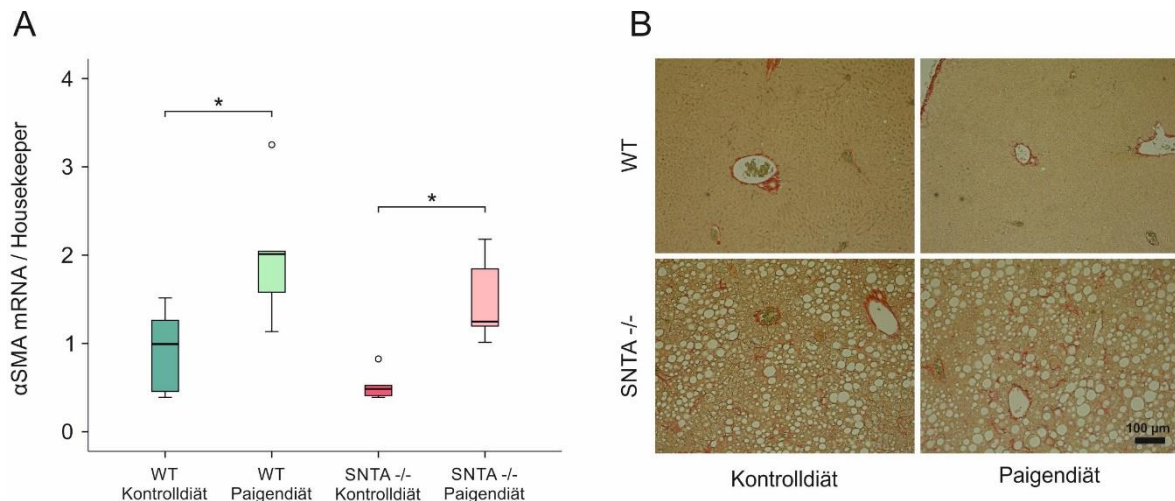 A
αSMA mRNA / Housekeeper
4
3
2
1
0
*
*
WT
Kontrolldiät
WT
Paigendiät
SNTA -/-
Kontrolldiät
SNTA -/-
Paigendiät
B
WT
SNTA -/-
100 µm
Kontrolldiät
Paigendiät